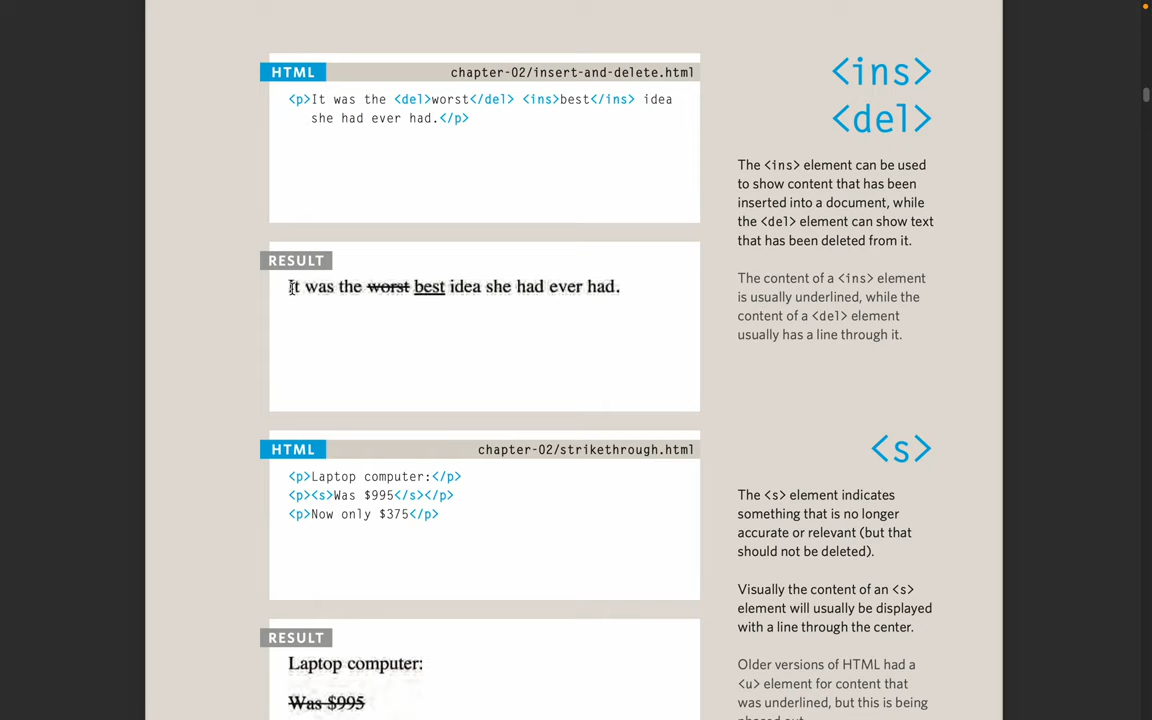 HTML
chapter-02/insert-and-delete.html
<p>It was the <del>worst</del> <ins>best</ins> idea
she had ever had.</p>
RESULT
It was the worst best idea she had ever had.
HTML
chapter-02/strikethrough.html
<p>Laptop computer:</p>
<p><s>Was $995</s></p>
<p>Now only $375</p>
RESULT
Laptop computer:
Was $995
<ins>
<del>
The <ins> element can be used
to show content that has been
inserted into a document, while
the <del> element can show text
that has been deleted from it.
The content of a <ins> element
is usually underlined, while the
content of a <del> element
usually has a line through it.
<s>
The <s> element indicates
something that is no longer
accurate or relevant (but that
should not be deleted).
Visually the content of an <s>
element will usually be displayed
with a line through the center.
Older versions of HTML had a
<u> element for content that
was underlined, but this is being
phased out.